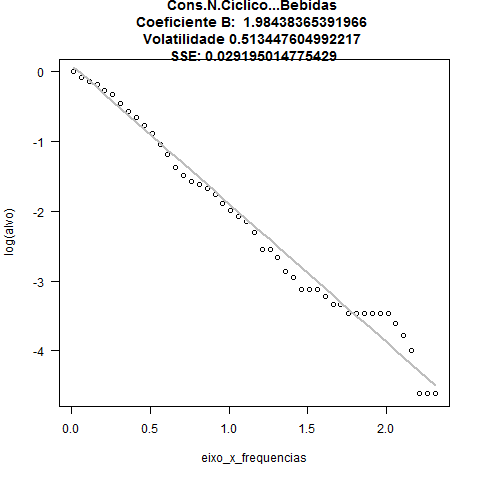 Cons.N.Ciclico...Bebidas
Coeficiente B:  1.98438365391966
Volatilidade 0.513447604992217
SSE: 0.029195014775429
0
-1
-2
-3
-4
log(alvo)
0.0
0.5
1.0
1.5
2.0
eixo_x_frequencias